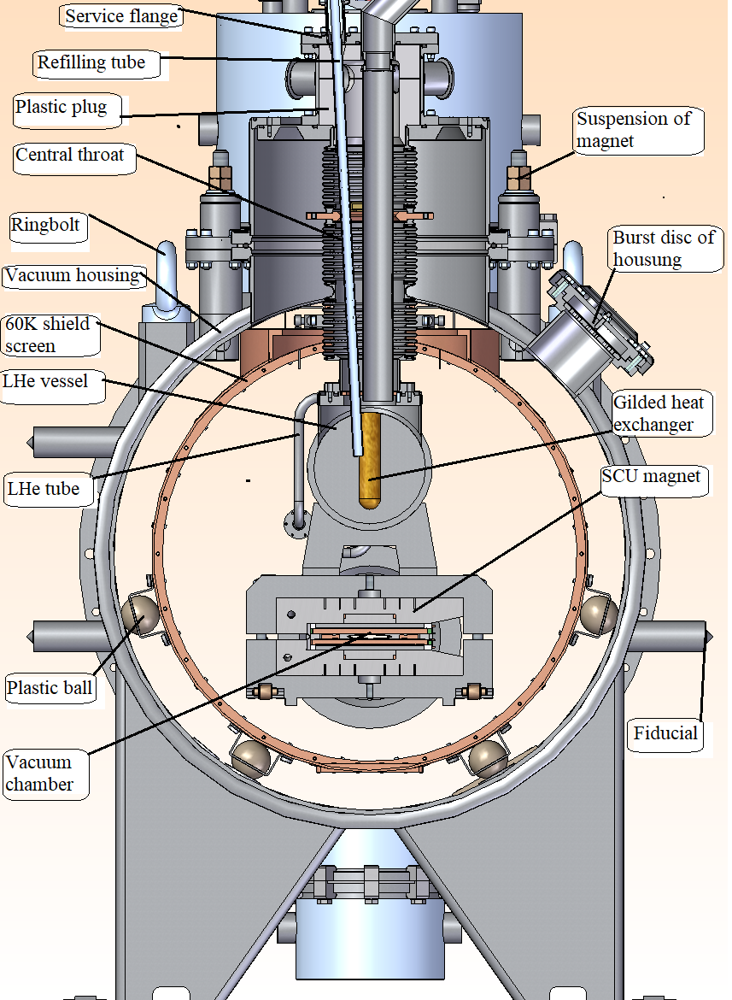 Service flange
Refilling tube
Plastic plug
Central throat
Ringbolt
Vacuum housing
60K shield
screen
LHe vessel
LHe tube
Plastic ball
Vacuum
chamber
Suspension of
magnet
Burst disc of
housung
Gilded heat
exchanger
SCU magnet
Fiducial